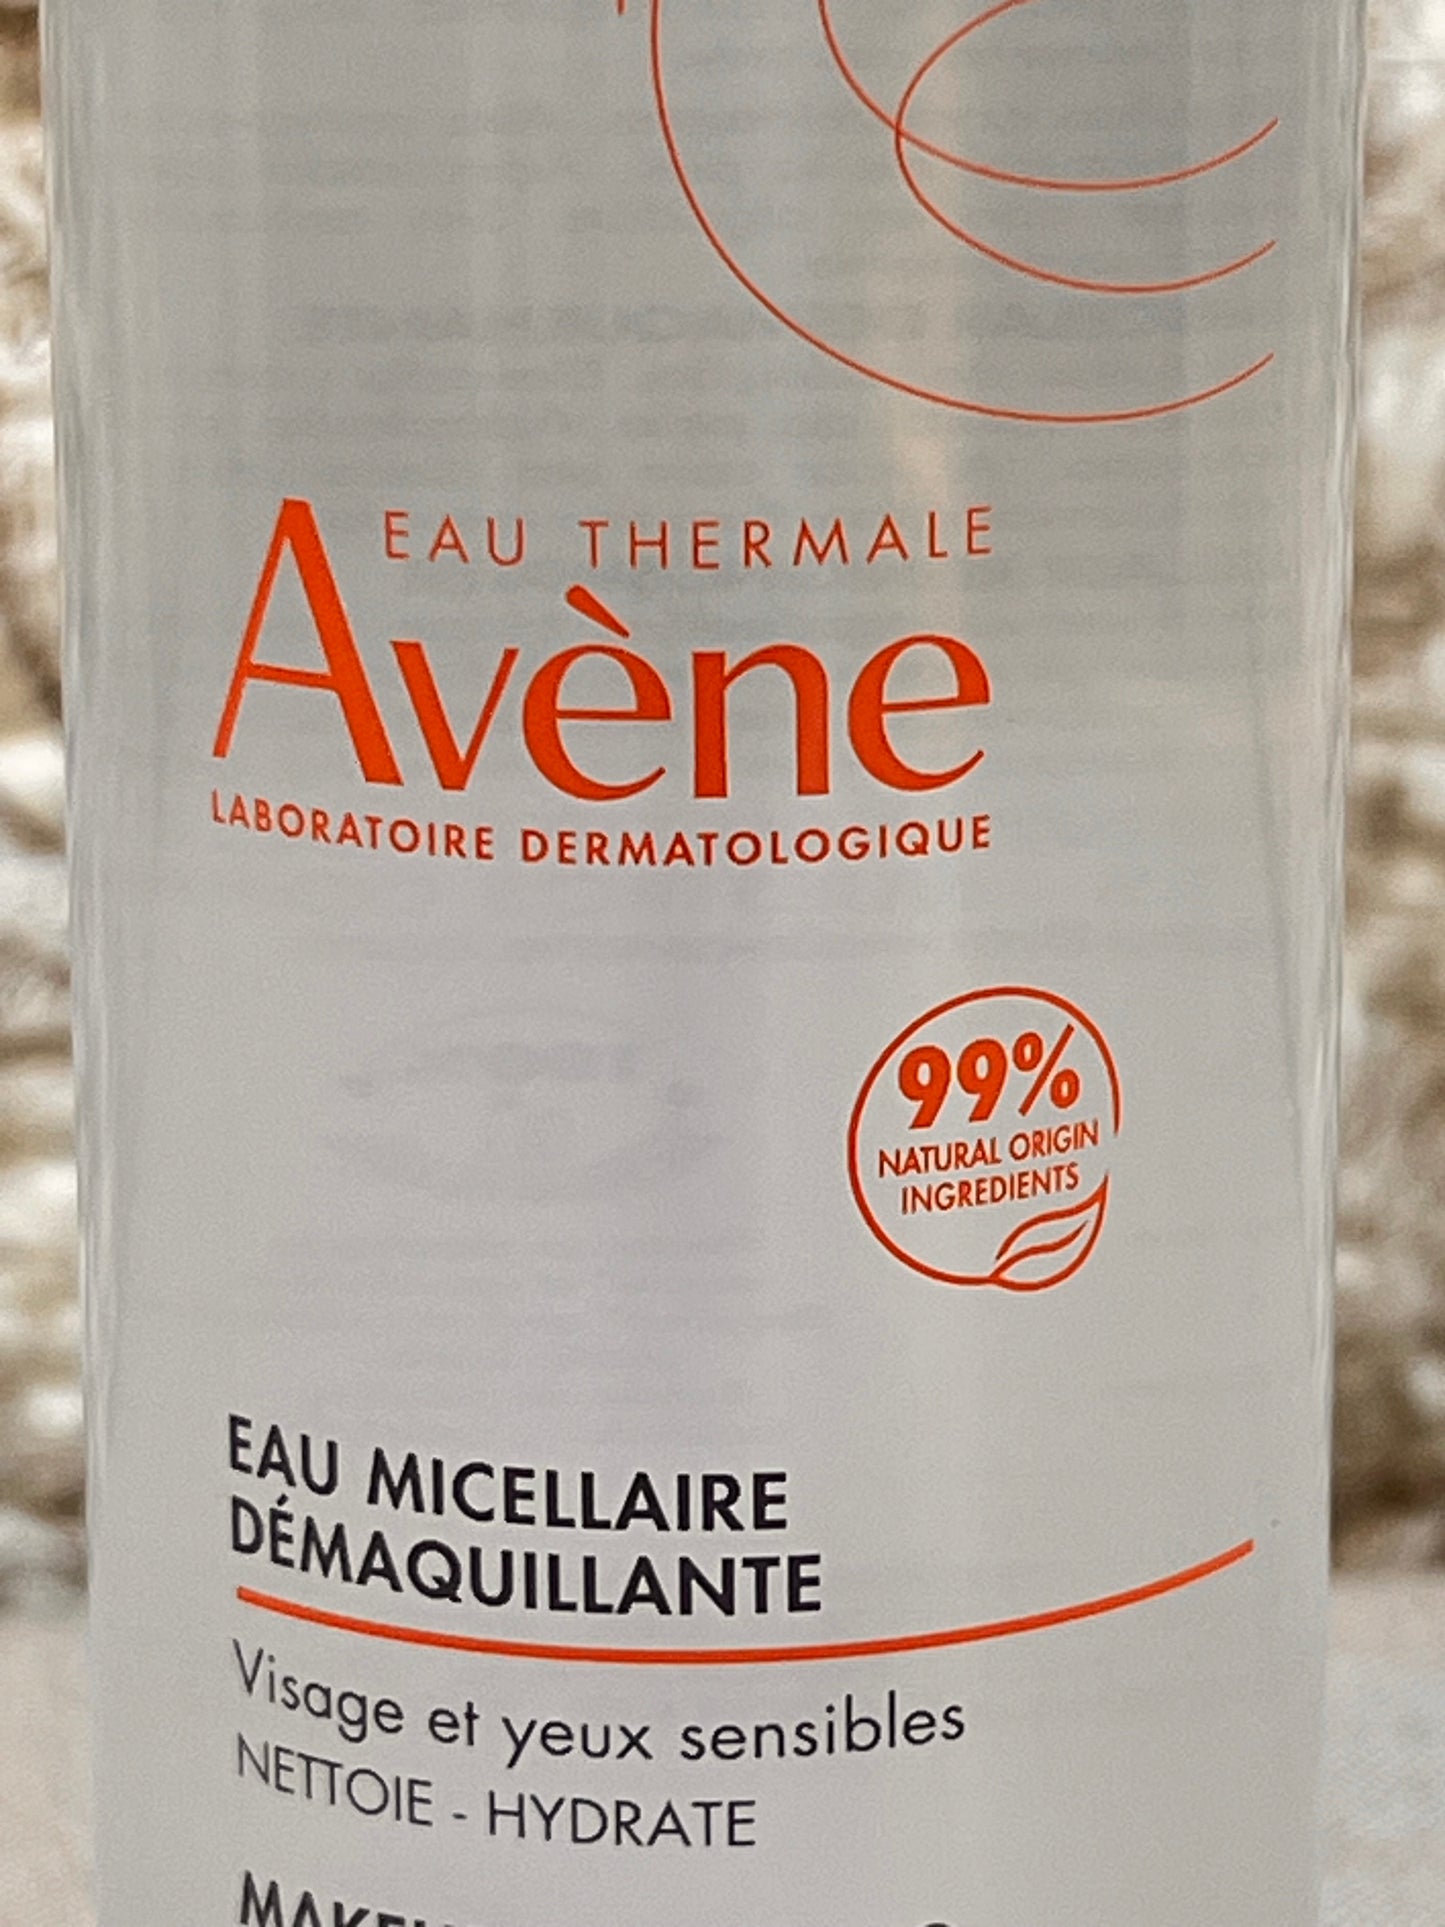 EAU THERMALE
Avène
LABORATOIRE DERMATOLOGIQUE
99%
NATURAL ORIGIN
INGREDIENTS
EAU MICELLAIRE
DÉMAQUILLANTE
Visage et yeux sensibles
NETTOIE - HYDRATE